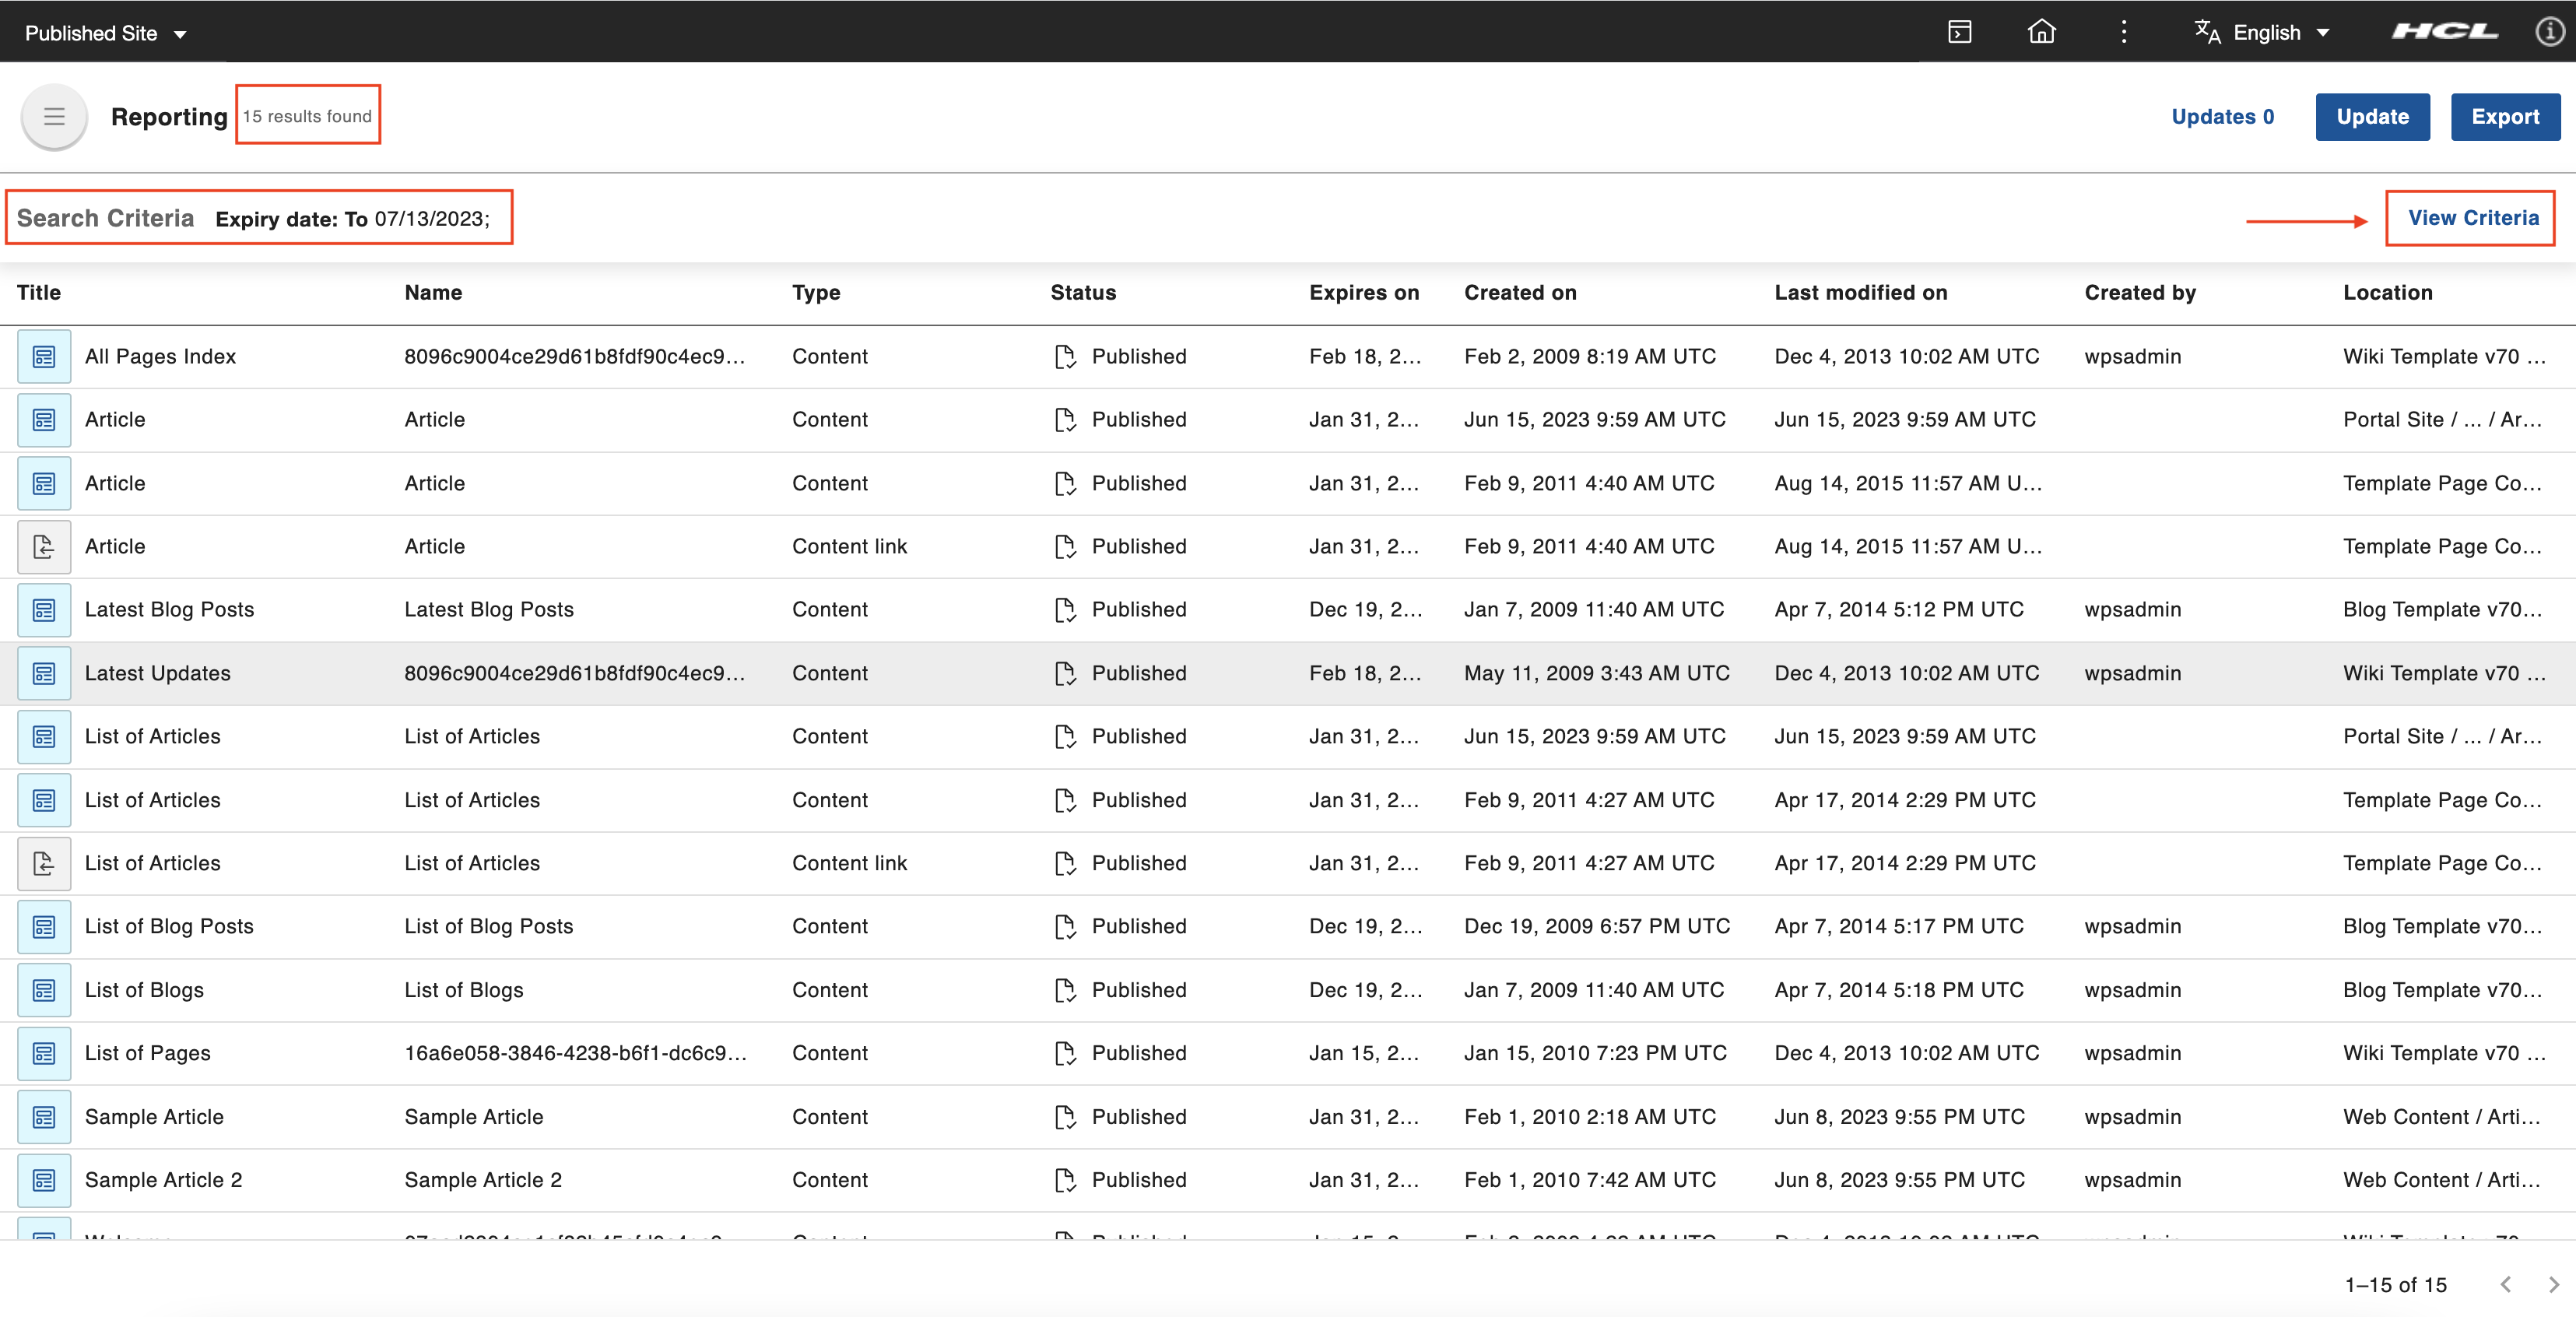 Published Site English HCL
Reporting 15 results found Updates 0 Update Export
Search Criteria Expiry date: To 07/13/2023; View Criteria
Title Name Type Status Expires on Created on Last modified on Created by Location
All Pages Index 8096c9004ce29d61b8fdf90c4ec9... Content Published Feb 18, 2... Feb 2, 2009 8:19 AM UTC Dec 4, 2013 10:02 AM UTC wpsadmin Wiki Template v70 ...
Article Article Content Published Jan 31, 2... Jun 15, 2023 9:59 AM UTC Jun 15, 2023 9:59 AM UTC Portal Site / ... / Ar...
Article Article Content Published Jan 31, 2... Feb 9, 2011 4:40 AM UTC Aug 14, 2015 11:57 AM U... Template Page Co...
Article Article Content link Published Jan 31, 2... Feb 9, 2011 4:40 AM UTC Aug 14, 2015 11:57 AM U... Template Page Co...
Latest Blog Posts Latest Blog Posts Content Published Dec 19, 2... Jan 7, 2009 11:40 AM UTC Apr 7, 2014 5:12 PM UTC wpsadmin Blog Template v70...
Latest Updates 8096c9004ce29d61b8fdf90c4ec9... Content Published Feb 18, 2... May 11, 2009 3:43 AM UTC Dec 4, 2013 10:02 AM UTC wpsadmin Wiki Template v70 ...
List of Articles List of Articles Content Published Jan 31, 2... Jun 15, 2023 9:59 AM UTC Jun 15, 2023 9:59 AM UTC Portal Site / ... / Ar...
List of Articles List of Articles Content Published Jan 31, 2... Feb 9, 2011 4:27 AM UTC Apr 17, 2014 2:29 PM UTC Template Page Co...
List of Articles List of Articles Content link Published Jan 31, 2... Feb 9, 2011 4:27 AM UTC Apr 17, 2014 2:29 PM UTC Template Page Co...
List of Blog Posts List of Blog Posts Content Published Dec 19, 2... Dec 19, 2009 6:57 PM UTC Apr 7, 2014 5:17 PM UTC wpsadmin Blog Template v70...
List of Blogs List of Blogs Content Published Dec 19, 2... Jan 7, 2009 11:40 AM UTC Apr 7, 2014 5:18 PM UTC wpsadmin Blog Template v70...
List of Pages 16a6e058-3846-4238-b6f1-dc6c9... Content Published Jan 15, 2... Jan 15, 2010 7:23 PM UTC Dec 4, 2013 10:02 AM UTC wpsadmin Wiki Template v70 ...
Sample Article Sample Article Content Published Jan 31, 2... Feb 1, 2010 2:18 AM UTC Jun 8, 2023 9:55 PM UTC wpsadmin Web Content / Arti...
Sample Article 2 Sample Article 2 Content Published Jan 31, 2... Feb 1, 2010 7:42 AM UTC Jun 8, 2023 9:55 PM UTC wpsadmin Web Content / Arti...
1–15 of 15